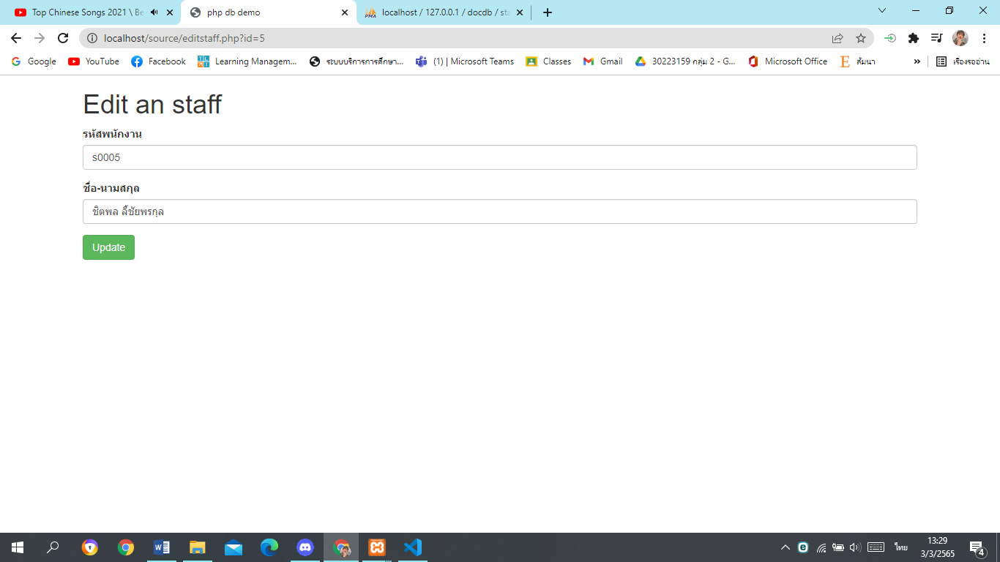 Top Chinese Songs 2021 \ Be
php db demo
localhost / 127.0.0.1 / docdb / sta
localhost/source/editstaff.php?id=5
Google YouTube Facebook Learning Managem... ระบบบริการการศึกษา... (1) | Microsoft Teams Classes Gmail 30223159 กลุ่ม 2 - G... Microsoft Office สัมนา » เรื่องรออ่าน
Edit an staff
รหัสพนักงาน
s0005
ชื่อ-นามสกุล
ชิตพล ลี้ชัยพรกุล
Update
ไทย
13:29
3/3/2565
4